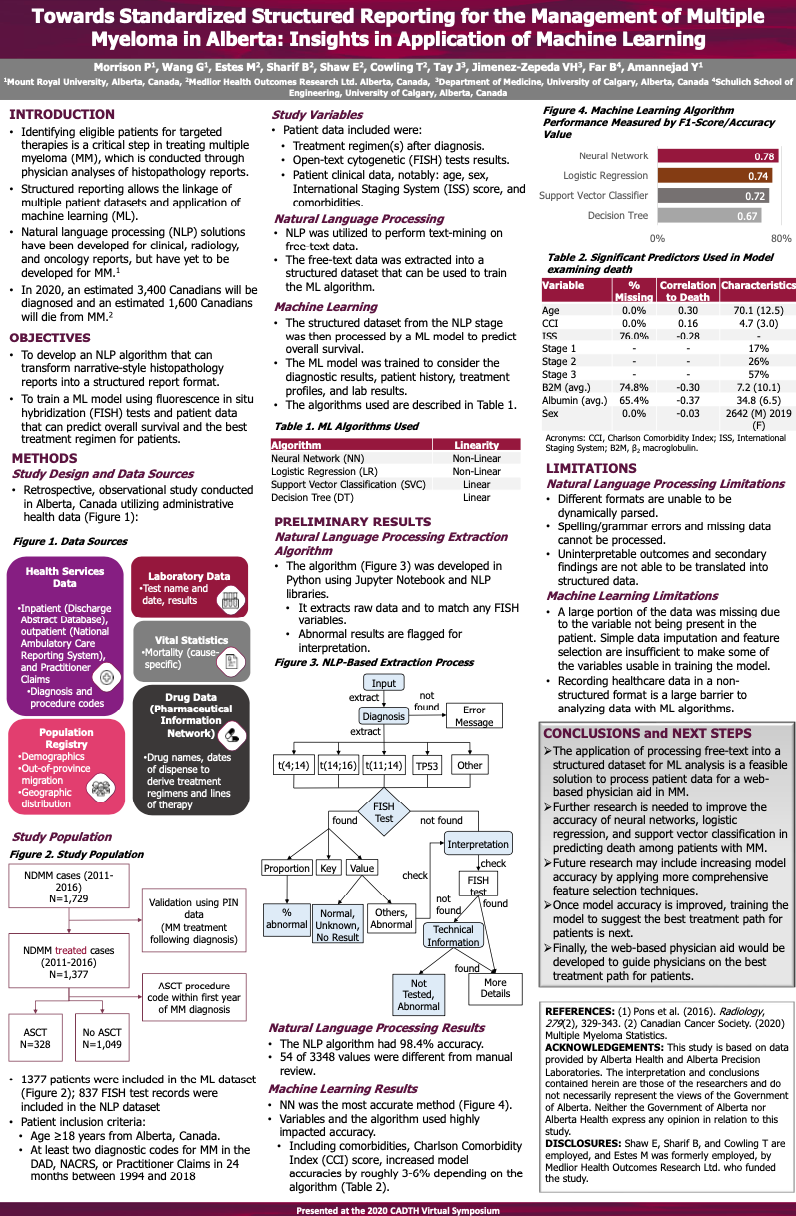 Towards Standardized Structured Reporting for the Management of Multiple
Myeloma in Alberta: Insights in Application of Machine Learning
Morrison P¹, Wang G¹, Estes M², Sharif B², Shaw E², Cowling T², Tay J³, Jimenez-Zepeda VH³, Far B⁴, Amannejad Y¹
¹Mount Royal University, Alberta, Canada, ²Medlior Health Outcomes Research Ltd. Alberta, Canada, ³Department of Medicine, University of Calgary, Alberta, Canada ⁴Schulich School of
Engineering, University of Calgary, Alberta, Canada
INTRODUCTION
• Identifying eligible patients for targeted
therapies is a critical step in treating multiple
myeloma (MM), which is conducted through
physician analyses of histopathology reports.
• Structured reporting allows the linkage of
multiple patient datasets and application of
machine learning (ML).
• Natural language processing (NLP) solutions
have been developed for clinical, radiology,
and oncology reports, but have yet to be
developed for MM.¹
• In 2020, an estimated 3,400 Canadians will be
diagnosed and an estimated 1,600 Canadians
will die from MM.²
OBJECTIVES
• To develop an NLP algorithm that can
transform narrative-style histopathology
reports into a structured report format.
• To train a ML model using fluorescence in situ
hybridization (FISH) tests and patient data
that can predict overall survival and the best
treatment regimen for patients.
METHODS
Study Design and Data Sources
• Retrospective, observational study conducted
in Alberta, Canada utilizing administrative
health data (Figure 1):
Figure 1. Data Sources
Health Services
Data
•Inpatient (Discharge
Abstract Database),
outpatient (National
Ambulatory Care
Reporting System),
and Practitioner
Claims
•Diagnosis and
procedure codes
Population
Registry
•Demographics
•Out-of-province
migration
•Geographic
distribution
Laboratory Data
•Test name and
date, results
Vital Statistics
•Mortality (cause-
specific)
Drug Data
(Pharmaceutical
Information
Network)
•Drug names, dates
of dispense to
derive treatment
regimens and lines
of therapy
Study Population
Figure 2. Study Population
NDMM cases (2011-
2016)
N=1,729
Validation using PIN
data
(MM treatment
following diagnosis)
NDMM treated cases
(2011-2016)
N=1,377
ASCT procedure
code within first year
of MM diagnosis
ASCT
N=328
No ASCT
N=1,049
• 1377 patients were included in the ML dataset
(Figure 2); 837 FISH test records were
included in the NLP dataset
• Patient inclusion criteria:
• Age ≥18 years from Alberta, Canada.
• At least two diagnostic codes for MM in the
DAD, NACRS, or Practitioner Claims in 24
months between 1994 and 2018
Study Variables
• Patient data included were:
• Treatment regimen(s) after diagnosis.
• Open-text cytogenetic (FISH) tests results.
• Patient clinical data, notably: age, sex,
International Staging System (ISS) score, and
comorbidities.
Natural Language Processing
• NLP was utilized to perform text-mining on
free-text data.
• The free-text data was extracted into a
structured dataset that can be used to train
the ML algorithm.
Machine Learning
• The structured dataset from the NLP stage
was then processed by a ML model to predict
overall survival.
• The ML model was trained to consider the
diagnostic results, patient history, treatment
profiles, and lab results.
• The algorithms used are described in Table 1.
Table 1. ML Algorithms Used
Algorithm Linearity
Neural Network (NN) Non-Linear
Logistic Regression (LR) Non-Linear
Support Vector Classification (SVC) Linear
Decision Tree (DT) Linear
PRELIMINARY RESULTS
Natural Language Processing Extraction
Algorithm
• The algorithm (Figure 3) was developed in
Python using Jupyter Notebook and NLP
libraries.
• It extracts raw data and to match any FISH
variables.
• Abnormal results are flagged for
interpretation.
Figure 3. NLP-Based Extraction Process
Input
extract
Diagnosis
not
found
Error
Message
extract
t(4;14) t(14;16) t(11;14) TP53 Other
FISH
Test
found
not found
Interpretation
Proportion Key Value
check
check
FISH
test
%
abnormal
Normal,
Unknown,
No Result
Others,
Abnormal
not
found
found
Technical
Information
found
Not
Tested,
Abnormal
More
Details
Natural Language Processing Results
• The NLP algorithm had 98.4% accuracy.
• 54 of 3348 values were different from manual
review.
Machine Learning Results
• NN was the most accurate method (Figure 4).
• Variables and the algorithm used highly
impacted accuracy.
• Including comorbidities, Charlson Comorbidity
Index (CCI) score, increased model
accuracies by roughly 3-6% depending on the
algorithm (Table 2).
Figure 4. Machine Learning Algorithm
Performance Measured by F1-Score/Accuracy
Value
Neural Network 0.78
Logistic Regression 0.74
Support Vector Classifier 0.72
Decision Tree 0.67
0% 80%
Table 2. Significant Predictors Used in Model
examining death
Variable % Missing Correlation to Death Characteristics
Age 0.0% 0.30 70.1 (12.5)
CCI 0.0% 0.16 4.7 (3.0)
ISS 76.0% -0.28 -
Stage 1 - - 17%
Stage 2 - - 26%
Stage 3 - - 57%
B2M (avg.) 74.8% -0.30 7.2 (10.1)
Albumin (avg.) 65.4% -0.37 34.8 (6.5)
Sex 0.0% -0.03 2642 (M) 2019
(F)
Acronyms: CCI, Charlson Comorbidity Index; ISS, International
Staging System; B2M, β₂ macroglobulin.
LIMITATIONS
Natural Language Processing Limitations
• Different formats are unable to be
dynamically parsed.
• Spelling/grammar errors and missing data
cannot be processed.
• Uninterpretable outcomes and secondary
findings are not able to be translated into
structured data.
Machine Learning Limitations
• A large portion of the data was missing due
to the variable not being present in the
patient. Simple data imputation and feature
selection are insufficient to make some of
the variables usable in training the model.
• Recording healthcare data in a non-
structured format is a large barrier to
analyzing data with ML algorithms.
CONCLUSIONS and NEXT STEPS
➢The application of processing free-text into a
structured dataset for ML analysis is a feasible
solution to process patient data for a web-
based physician aid in MM.
➢Further research is needed to improve the
accuracy of neural networks, logistic
regression, and support vector classification in
predicting death among patients with MM.
➢Future research may include increasing model
accuracy by applying more comprehensive
feature selection techniques.
➢Once model accuracy is improved, training the
model to suggest the best treatment path for
patients is next.
➢Finally, the web-based physician aid would be
developed to guide physicians on the best
treatment path for patients.
REFERENCES: (1) Pons et al. (2016). Radiology,
279(2), 329-343. (2) Canadian Cancer Society. (2020)
Multiple Myeloma Statistics.
ACKNOWLEDGEMENTS: This study is based on data
provided by Alberta Health and Alberta Precision
Laboratories. The interpretation and conclusions
contained herein are those of the researchers and do
not necessarily represent the views of the Government
of Alberta. Neither the Government of Alberta nor
Alberta Health express any opinion in relation to this
study.
DISCLOSURES: Shaw E, Sharif B, and Cowling T are
employed, and Estes M was formerly employed, by
Medlior Health Outcomes Research Ltd. who funded
the study.
Presented at the 2020 CADTH Virtual Symposium